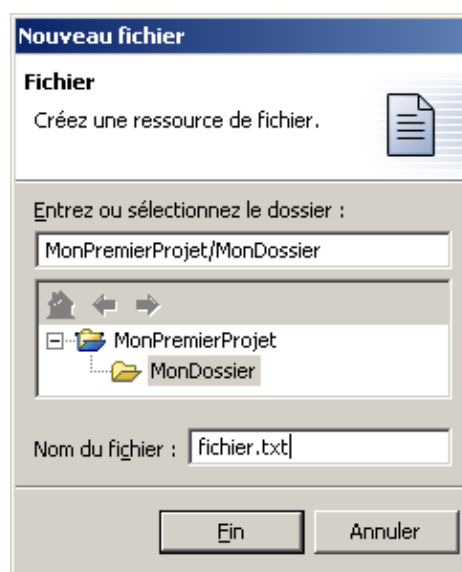 Nouveau fichier
Fichier
Créez une ressource de fichier.
Entrez ou sélectionnez le dossier :
MonPremierProjet/MonDossier
MonPremierProjet
MonDossier
Nom du fichier : fichier.txt
Fin Annuler